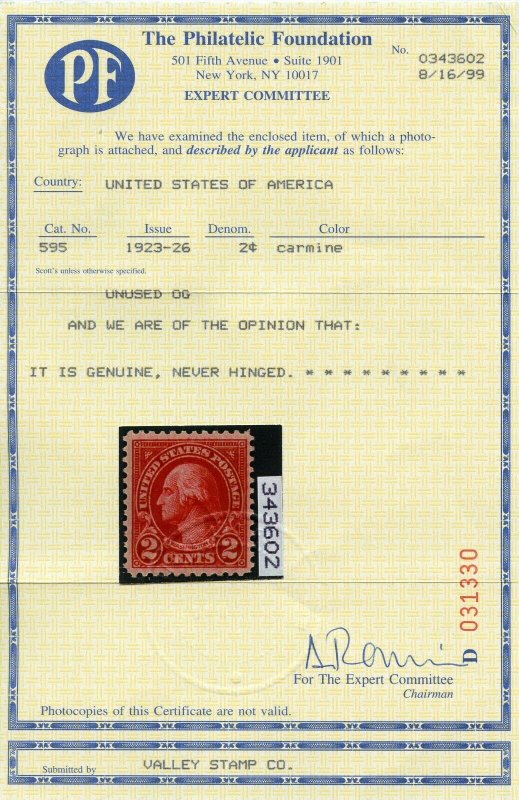 PF
The Philatelic Foundation
501 Fifth Avenue • Suite 1901
New York, NY 10017
EXPERT COMMITTEE
No. 0343602
8/16/99
We have examined the enclosed item, of which a photo-
graph is attached, and described by the applicant as follows:
Country: UNITED STATES OF AMERICA
Cat. No. Issue Denom. Color
595 1923-26 2¢ carmine
Scott's unless otherwise specified.
UNUSED OG
AND WE ARE OF THE OPINION THAT:
IT IS GENUINE, NEVER HINGED. * * * * * * * * *
UNITED STATES POSTAGE
2 CENTS 2
343602
D 031330
For The Expert Committee
Chairman
Photocopies of this Certificate are not valid.
Submitted by VALLEY STAMP CO.